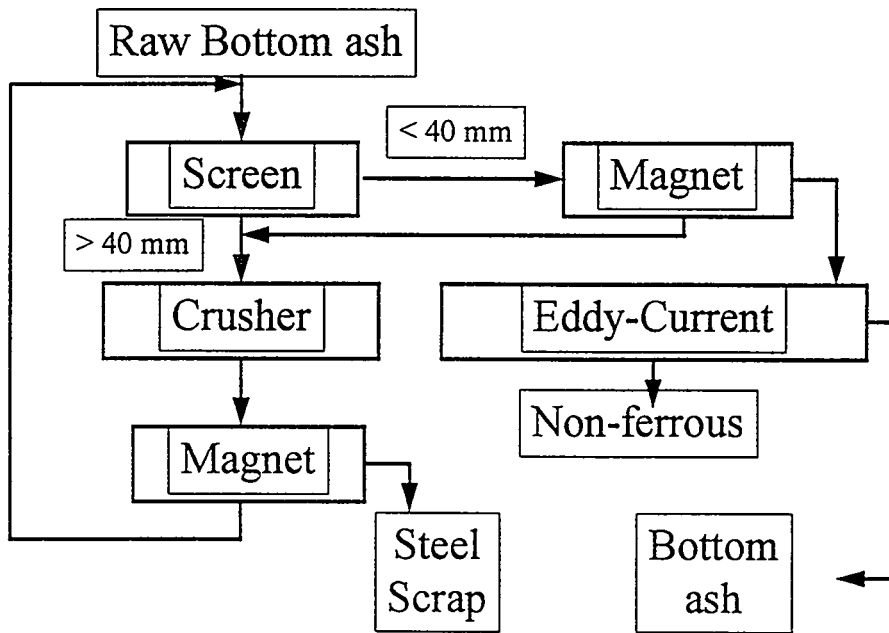 Raw Bottom ash
< 40 mm
Screen
Magnet
> 40 mm
Crusher
Eddy-Current
Non-ferrous
Magnet
Steel
Scrap
Bottom
ash